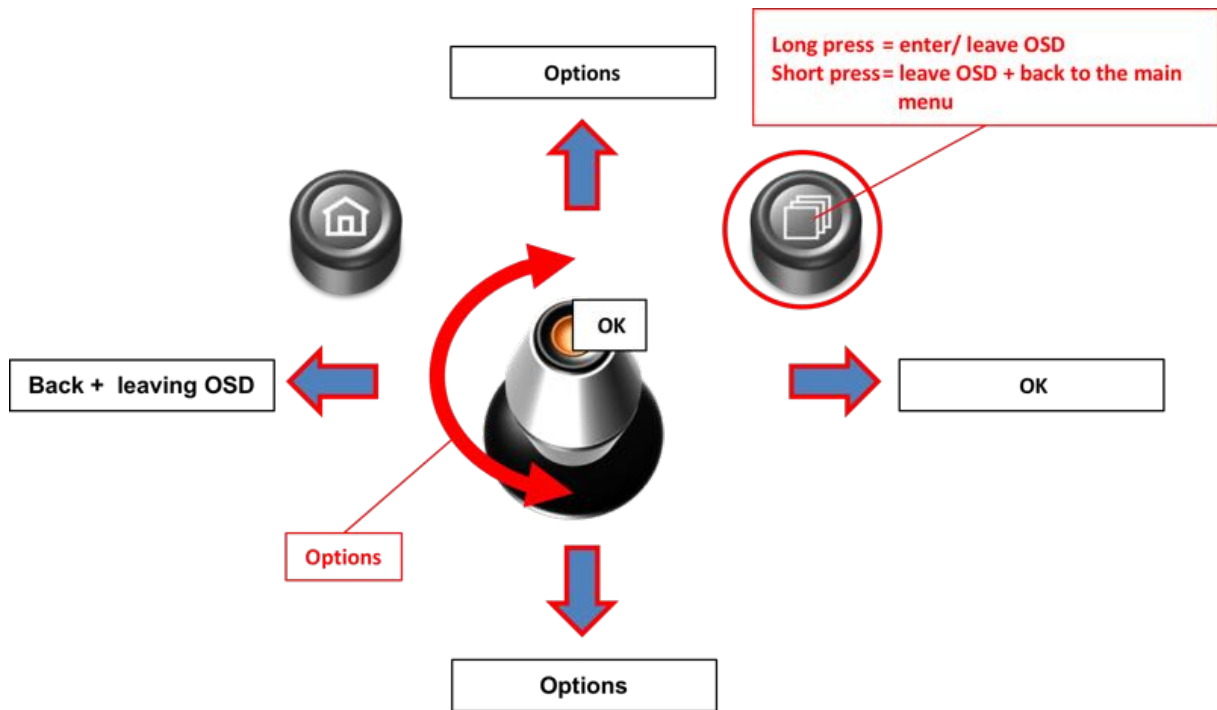 Options
Long press = enter/ leave OSD
Short press= leave OSD + back to the main
menu
OK
Back + leaving OSD
OK
Options
Options